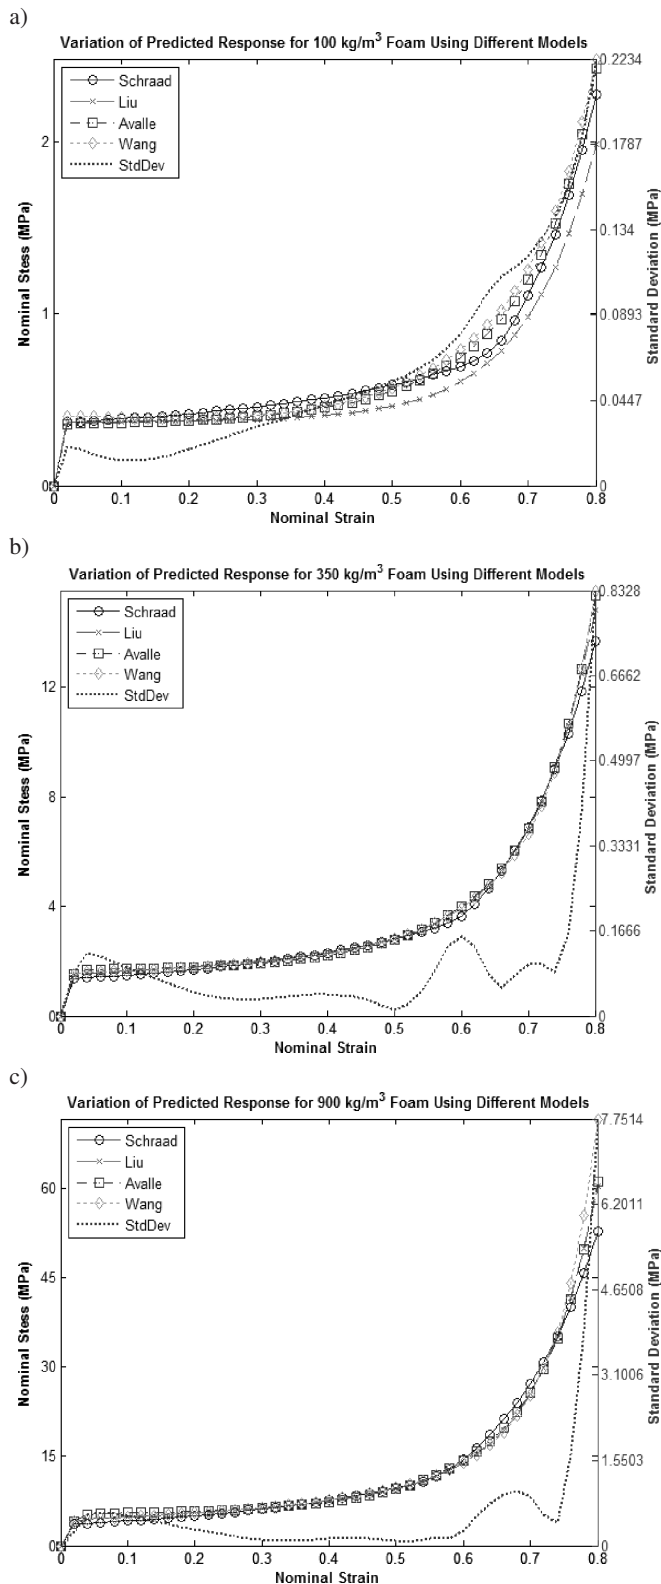 a)
Variation of Predicted Response for 100 kg/m3 Foam Using Different Models
Schraad
Liu
Avalle
Wang
StdDev
Nominal Stess (MPa)
2
1
0
0 0.1 0.2 0.3 0.4 0.5 0.6 0.7 0.8
Nominal Strain
0.2234
0.1787
0.134
0.0893
0.0447
0
Standard Deviation (MPa)
b)
Variation of Predicted Response for 350 kg/m3 Foam Using Different Models
Schraad
Liu
Avalle
Wang
StdDev
Nominal Stess (MPa)
12
8
4
0
0 0.1 0.2 0.3 0.4 0.5 0.6 0.7 0.8
Nominal Strain
0.8328
0.6662
0.4997
0.3331
0.1666
0
Standard Deviation (MPa)
c)
Variation of Predicted Response for 900 kg/m3 Foam Using Different Models
Schraad
Liu
Avalle
Wang
StdDev
Nominal Stess (MPa)
60
45
30
15
0
0 0.1 0.2 0.3 0.4 0.5 0.6 0.7 0.8
Nominal Strain
7.7514
6.2011
4.6508
3.1006
1.5503
0
Standard Deviation (MPa)